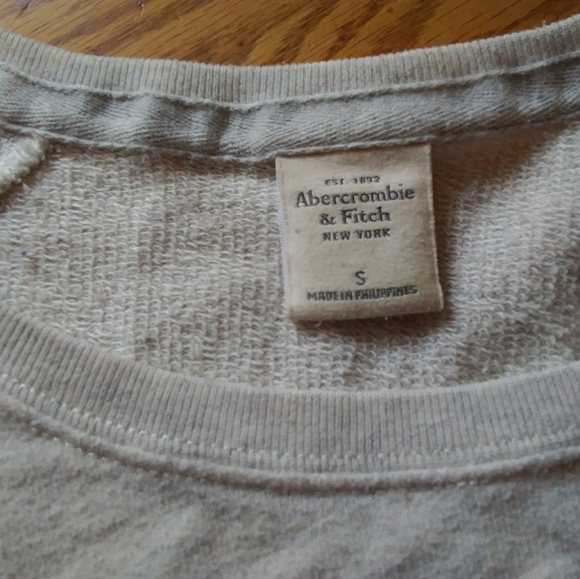 EST. 1892
Abercrombie
& Fitch
NEW YORK
S
MADE IN PHILIPPINES